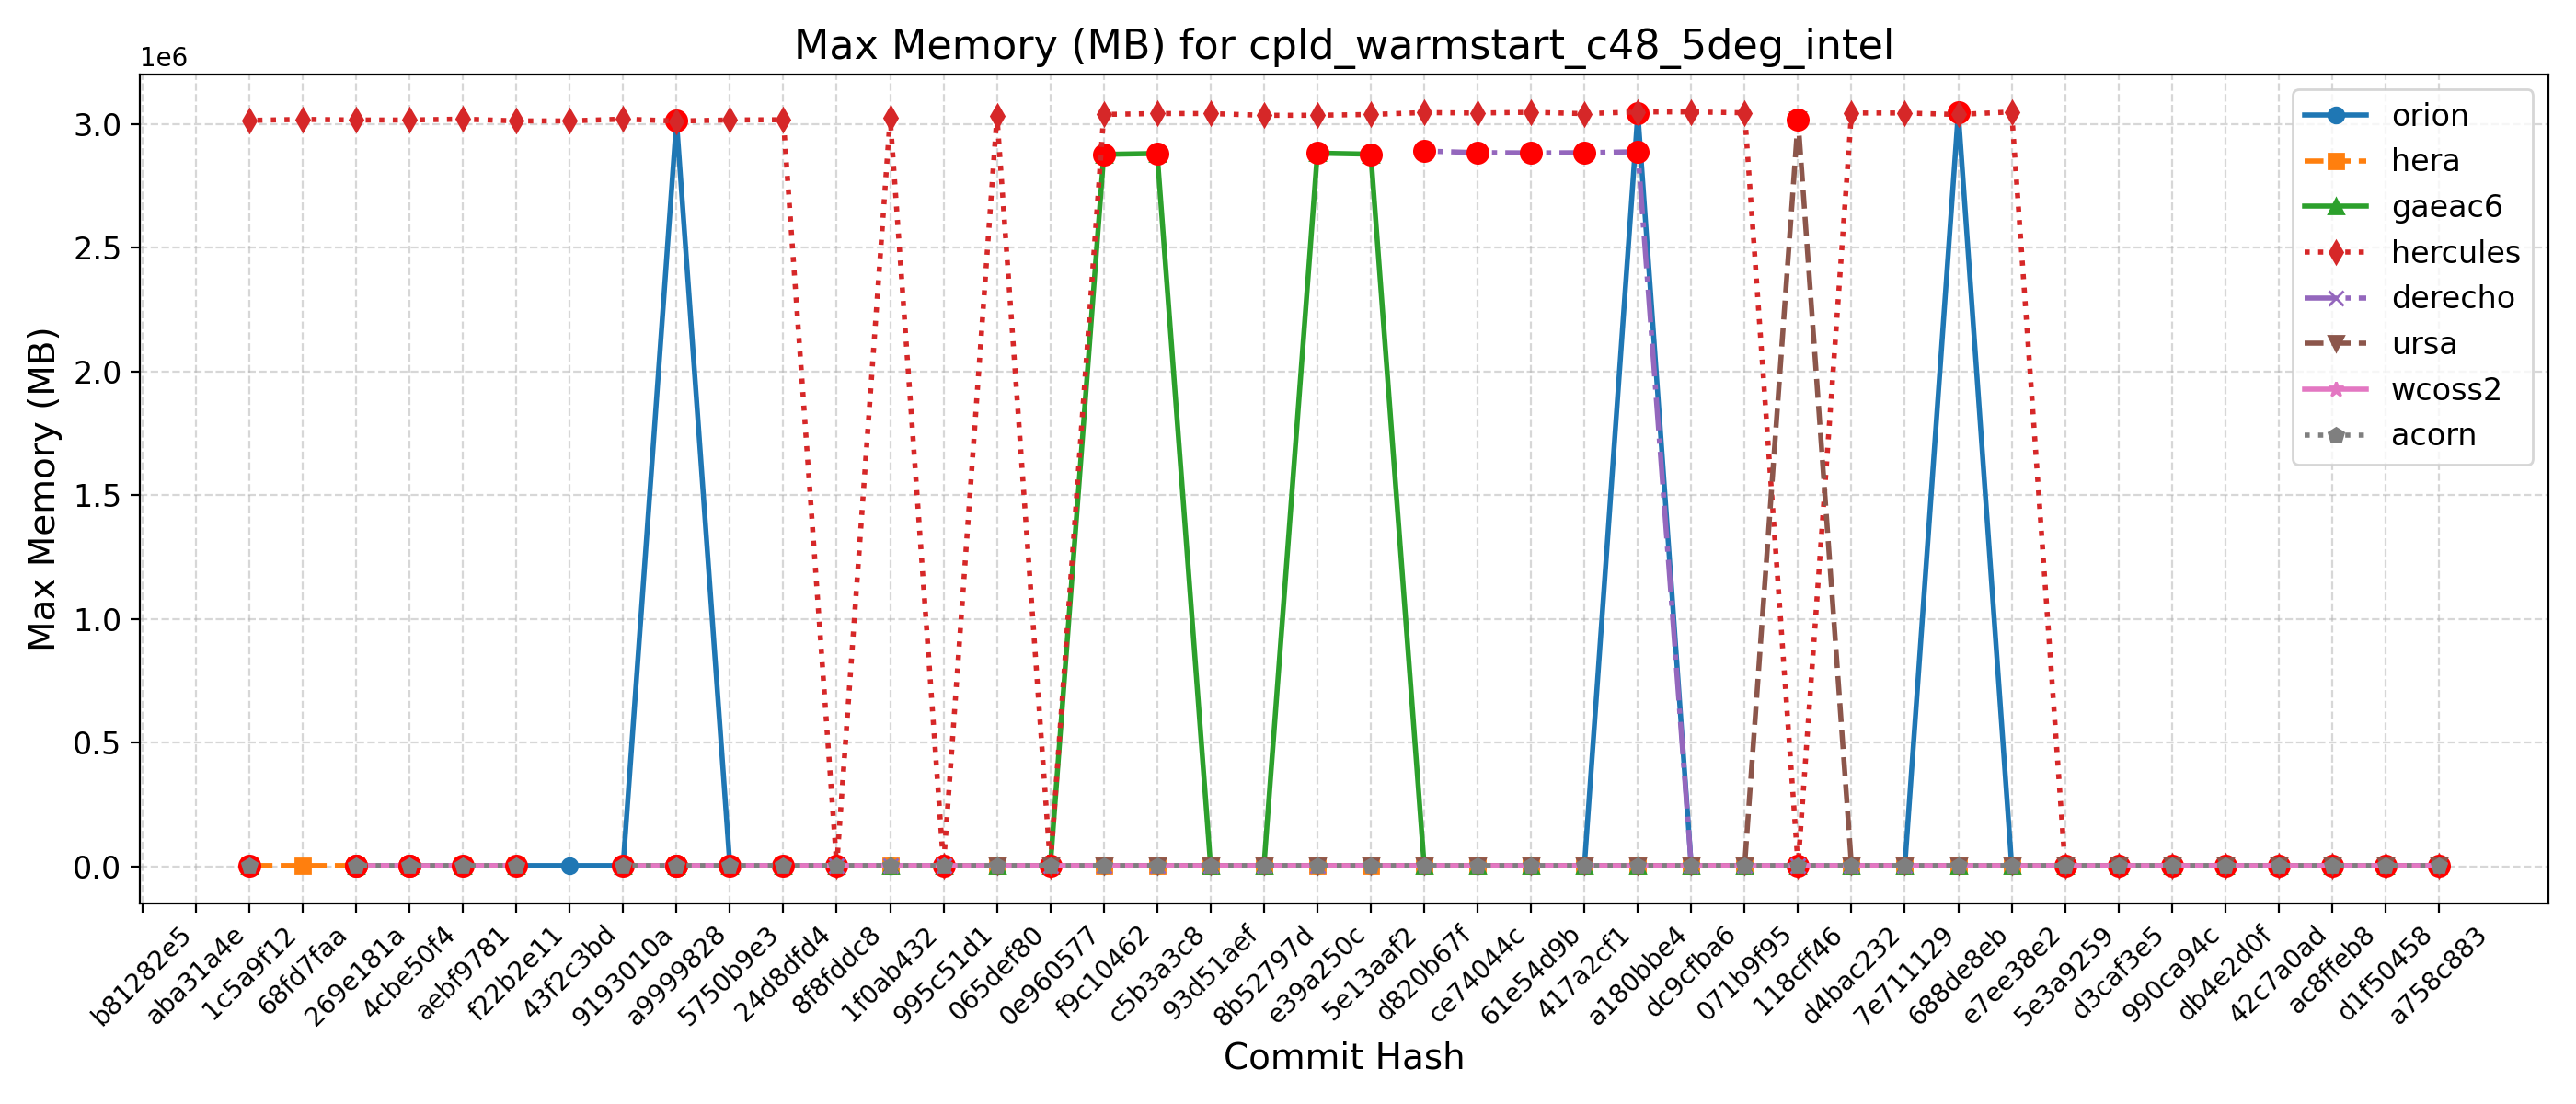 Max Memory (MB) for cpld_warmstart_c48_5deg_intel
1e6
3.0
2.5
2.0
1.5
1.0
0.5
0.0
Max Memory (MB)
orion
hera
gaeac6
hercules
derecho
ursa
wcoss2
acorn
b81282e5
aba31a4e
1c5a9f12
68fd7faa
269e181a
4cbe50f4
aebf9781
f22b2e11
43f2c3bd
9193010a
a9999828
5750b9e3
24d8dfd4
8f8fddc8
1f0ab432
995c51d1
065def80
0e960577
f9c10462
c5b3a3c8
93d51aef
8b52797d
e39a250c
5e13aaf2
d820b67f
ce74044c
61e54d9b
417a2cf1
a180bbe4
dc9cfba6
071b9f95
118cff46
d4bac232
7e711129
688de8eb
e7ee38e2
5e3a9259
d3caf3e5
990ca94c
db4e2d0f
42c7a0ad
ac8ffeb8
d1f50458
a758c883
Commit Hash